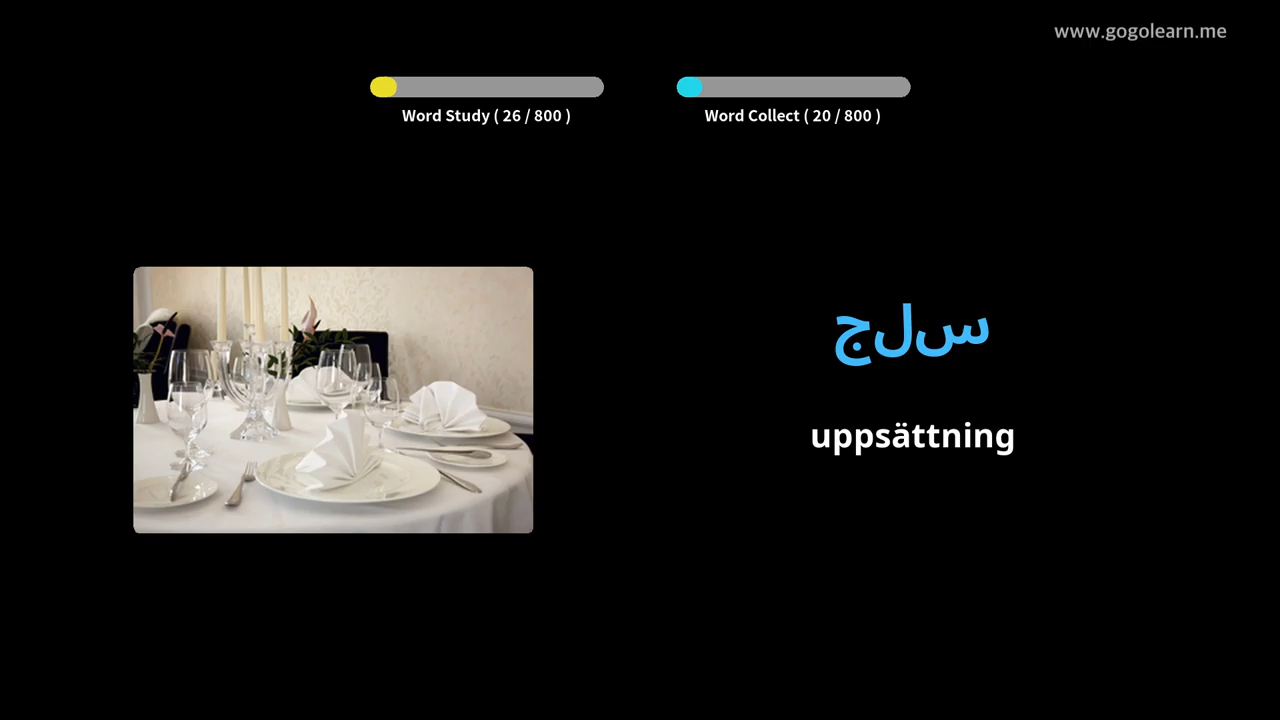 www.gogolearn.me
Word Study ( 26 / 800 )
Word Collect ( 20 / 800 )
سلج
uppsättning